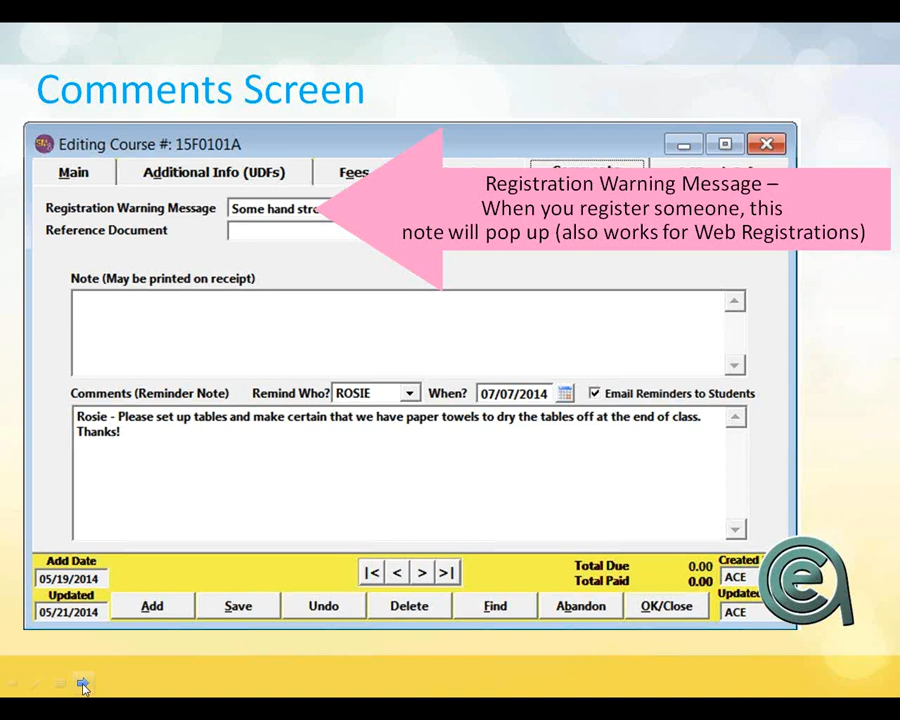 Comments Screen
Editing Course #: 15F0101A
Main
Additional Info (UDFs)
Fees
Registration Warning Message – 
When you register someone, this
note will pop up (also works for Web Registrations)
Registration Warning Message
Some hand
Reference Document
Note (May be printed on receipt)
Comments (Reminder Note)
Remind Who?
ROSIE
When?
07/07/2014
Email Reminders to Students
Rosie - Please set up tables and make certain that we have paper towels to dry the tables off at the end of class.
Thanks!
Add Date
05/19/2014
Updated
05/21/2014
|<
<
>
>|
Total Due 0.00
Total Paid 0.00
Created
ACE
Updated
ACE
Add
Save
Undo
Delete
Find
Abandon
OK/Close